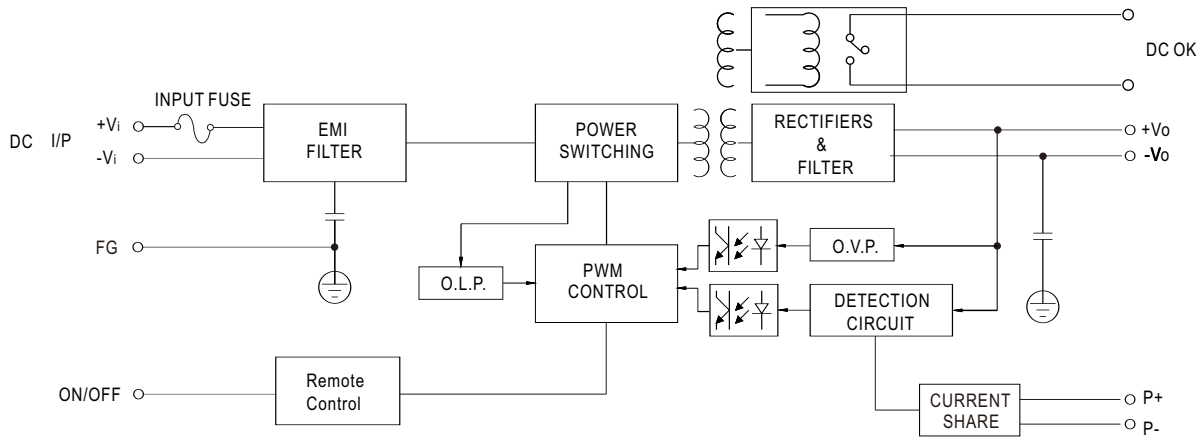 DC OK
INPUT FUSE
DC I/P
+Vi
-Vi
EMI
FILTER
POWER
SWITCHING
RECTIFIERS
&
FILTER
+Vo
-Vo
FG
O.L.P.
PWM
CONTROL
O.V.P.
DETECTION
CIRCUIT
ON/OFF
Remote
Control
CURRENT
SHARE
P+
P-